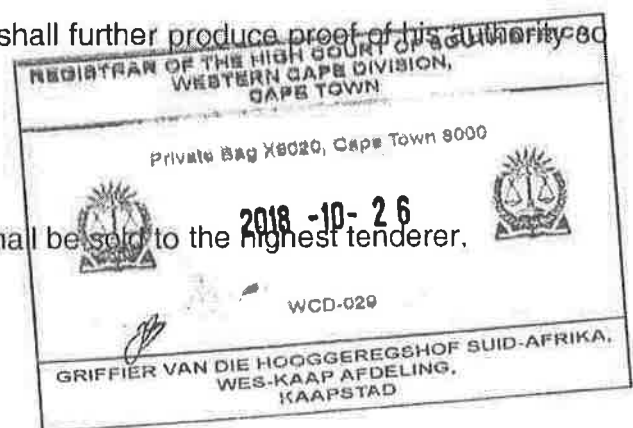 shall further produce proof of his authority so
REGISTRAR OF THE HIGH COURT OF SOUTH AFRICA
WESTERN CAPE DIVISION,
CAPE TOWN
Private Bag X9020, Cape Town 8000
2018 -10- 26
hall be sold to the highest tenderer,
WCD-029
GRIFFIER VAN DIE HOOGGEREGSHOF SUID-AFRIKA,
WES-KAAP AFDELING,
KAAPSTAD